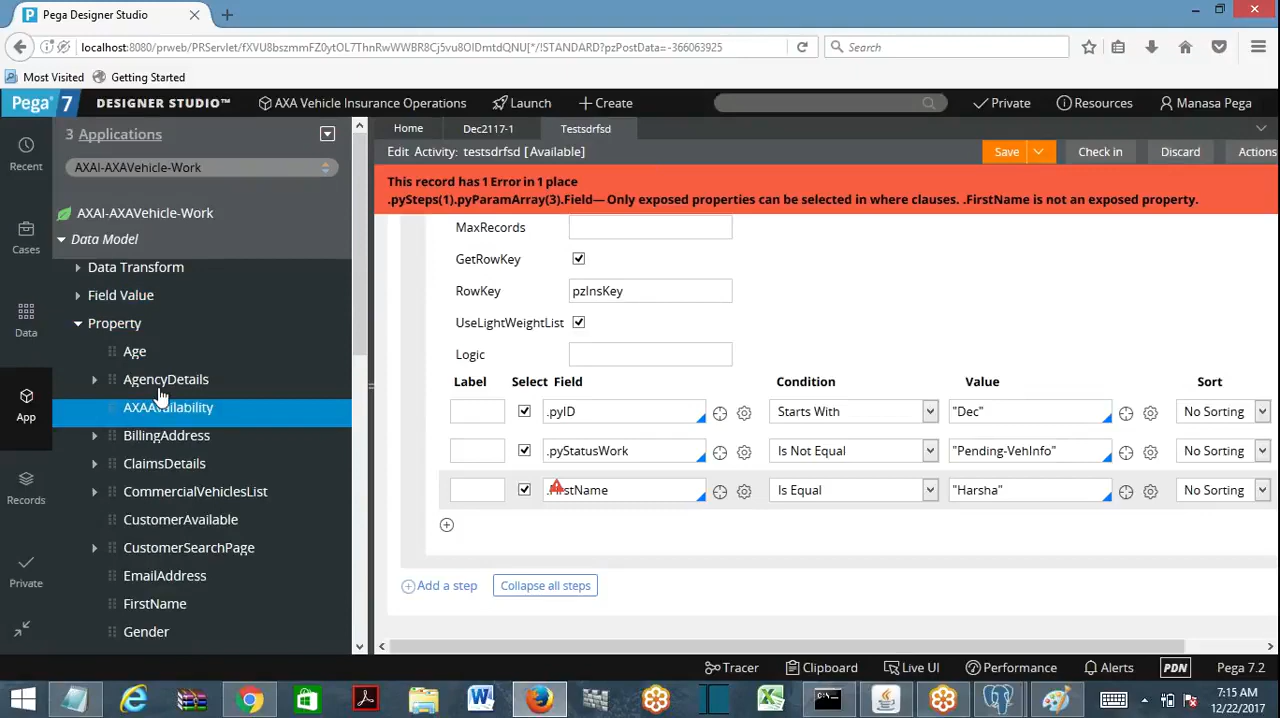 Pega Designer Studio
localhost:8080/prweb/PRServlet/fXVU8bszmmFZ0ytOL7ThnRwWWBR8Cj5vu8OlDmtdQNU[*/!STANDARD?pzPostData=-366063925
Search
Most Visited
Getting Started
Pega 7
DESIGNER STUDIO™
AXA Vehicle Insurance Operations
Launch
Create
Private
Resources
Manasa Pega
Recent
Cases
Data
App
Records
Private
3 Applications
AXAI-AXAVehicle-Work
AXAI-AXAVehicle-Work
Data Model
Data Transform
Field Value
Property
Age
AgencyDetails
AXAAvailability
BillingAddress
ClaimsDetails
CommercialVehiclesList
CustomerAvailable
CustomerSearchPage
EmailAddress
FirstName
Gender
Home
Dec2117-1
Testsdrfsd
Edit Activity: testsdrfsd [Available]
Save
Check in
Discard
Actions
This record has 1 Error in 1 place
.pySteps(1).pyParamArray(3).Field— Only exposed properties can be selected in where clauses. .FirstName is not an exposed property.
MaxRecords
GetRowKey
RowKey pzInsKey
UseLightWeightList
Logic
Label Select Field Condition Value Sort
.pyID Starts With "Dec" No Sorting
.pyStatusWork Is Not Equal "Pending-VehInfo" No Sorting
.FirstName Is Equal "Harsha" No Sorting
Add a step
Collapse all steps
Tracer
Clipboard
Live UI
Performance
Alerts
PDN
Pega 7.2
7:15 AM
12/22/2017